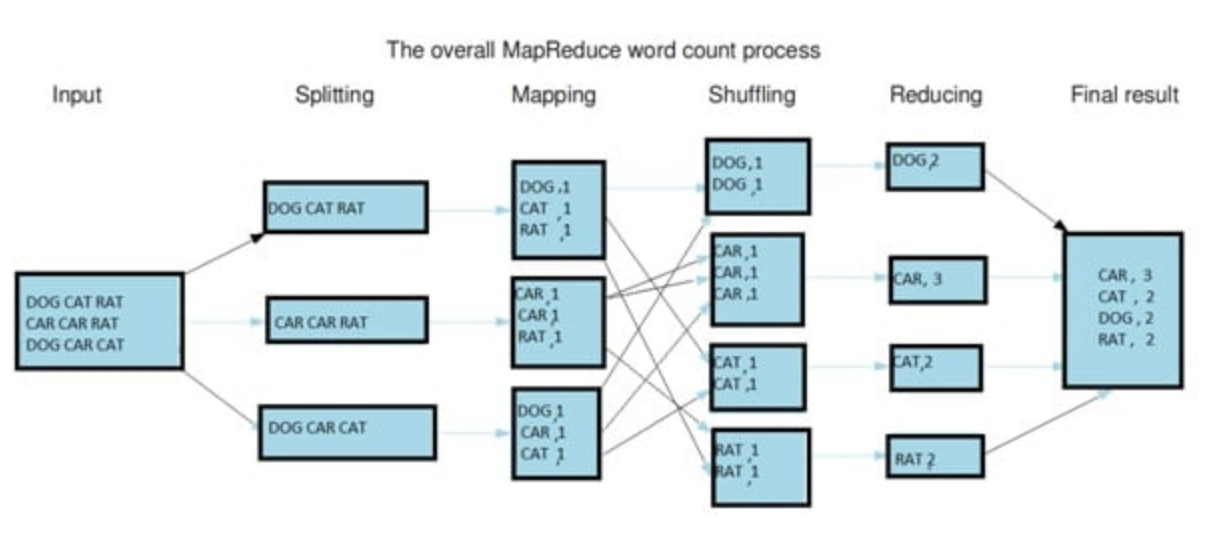 The overall MapReduce word count process
Input
Splitting
Mapping
Shuffling
Reducing
Final result
DOG CAT RAT
CAR CAR RAT
DOG CAR CAT
DOG CAT RAT
CAR CAR RAT
DOG CAR CAT
DOG ,1
CAT ,1
RAT ,1
CAR ,1
CAR ,1
RAT ,1
DOG ,1
CAR ,1
CAT ,1
DOG ,1
DOG ,1
CAR ,1
CAR ,1
CAR ,1
CAT ,1
CAT ,1
RAT ,1
RAT ,1
DOG,2
CAR, 3
CAT,2
RAT,2
CAR , 3
CAT , 2
DOG , 2
RAT , 2